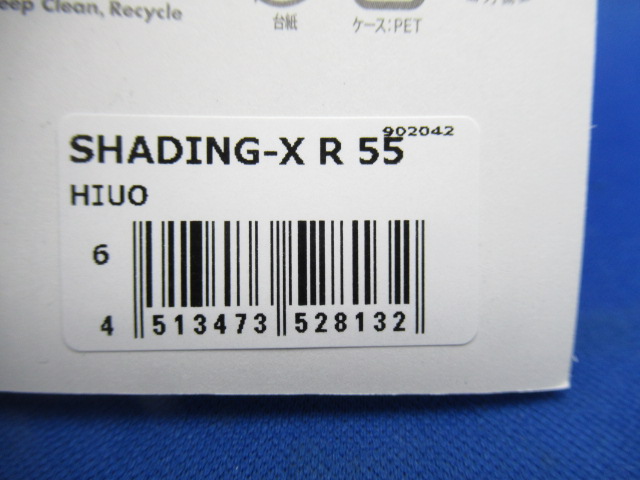 eep Clean, Recycle
台紙
ケース:PET
902042
SHADING-X R 55
HIUO
6
4 513473 528132